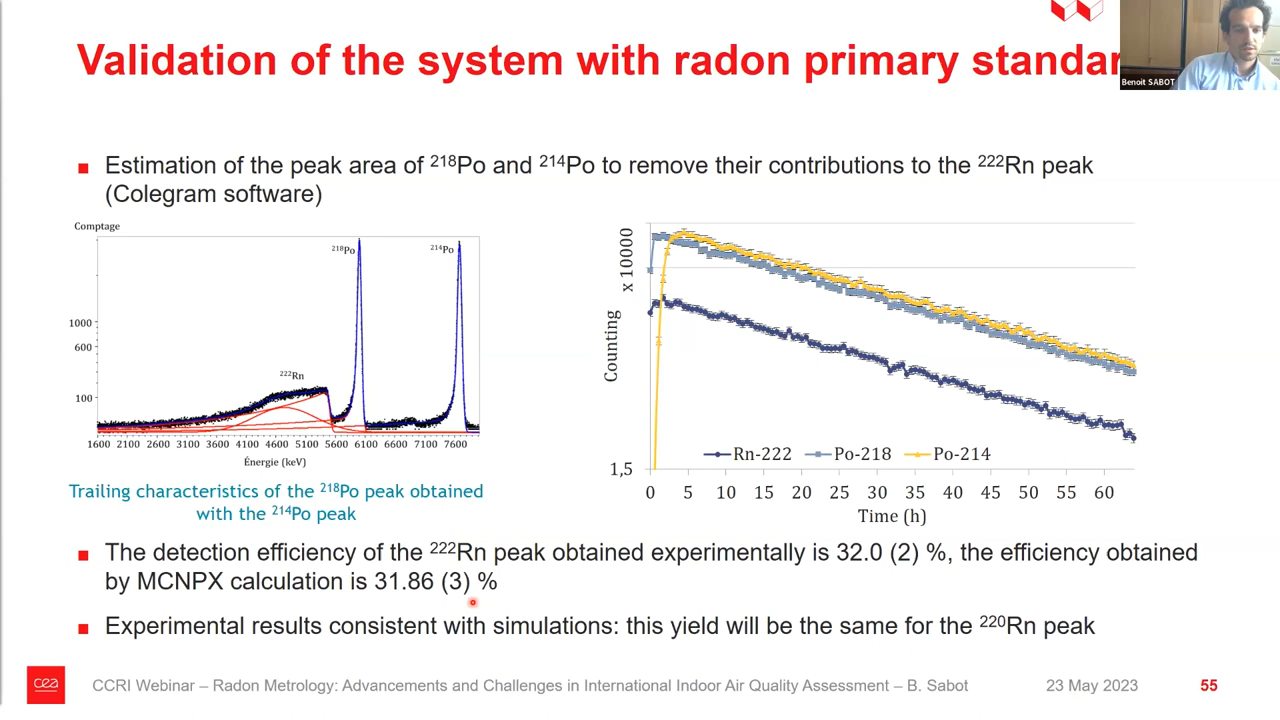 Validation of the system with radon primary standar
Benoit SABOT
Estimation of the peak area of ²¹⁸Po and ²¹⁴Po to remove their contributions to the ²²²Rn peak
(Colegram software)
Comptage
²¹⁸Po
²¹⁴Po
²²²Rn
1000
600
100
1600 2100 2600 3100 3600 4100 4600 5100 5600 6100 6600 7100 7600
Énergie (keV)
Trailing characteristics of the ²¹⁸Po peak obtained
with the ²¹⁴Po peak
x 10000
Counting
1,5
Rn-222 Po-218 Po-214
0 5 10 15 20 25 30 35 40 45 50 55 60
Time (h)
The detection efficiency of the ²²²Rn peak obtained experimentally is 32.0 (2) %, the efficiency obtained
by MCNPX calculation is 31.86 (3) %
Experimental results consistent with simulations: this yield will be the same for the ²²⁰Rn peak
cea
CCRI Webinar – Radon Metrology: Advancements and Challenges in International Indoor Air Quality Assessment – B. Sabot
23 May 2023
55